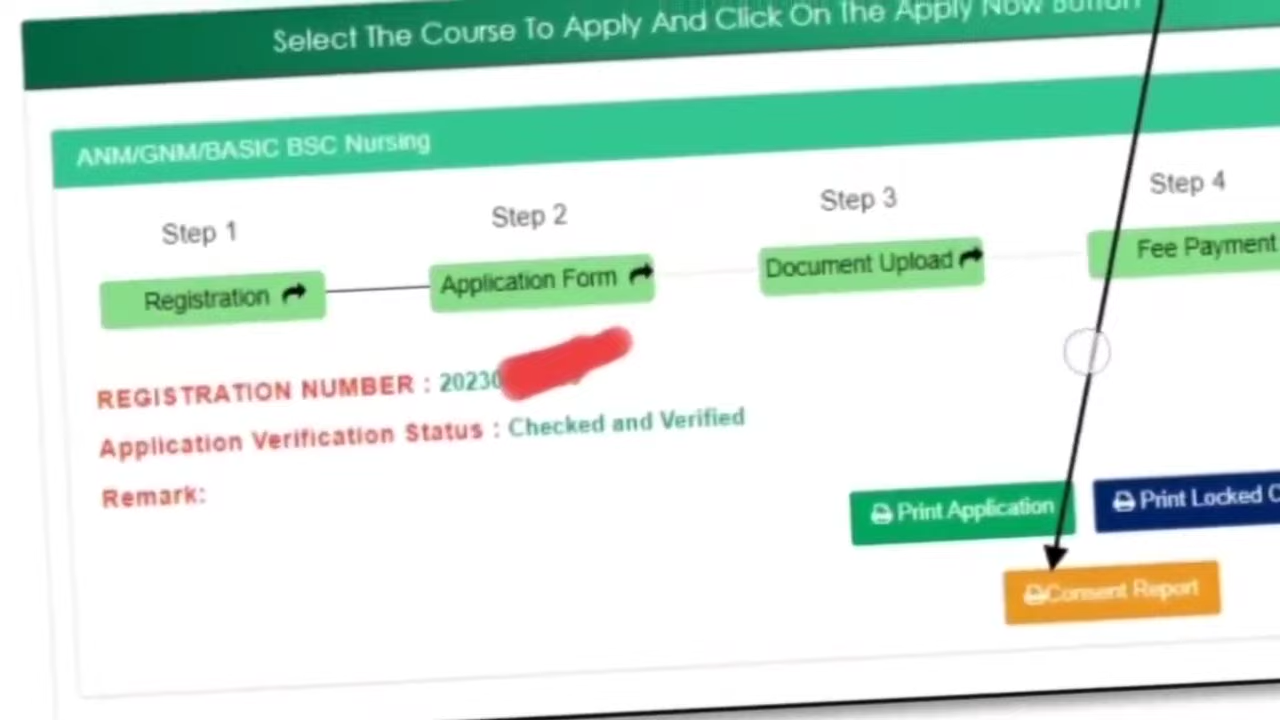 Select The Course To Apply And Click On The Apply Now Button
ANM/GNM/BASIC BSC Nursing
Step 1
Step 2
Step 3
Step 4
Registration
Application Form
Document Upload
Fee Payment
REGISTRATION NUMBER : 20230
Application Verification Status : Checked and Verified
Remark:
Print Application
Print Locked C
Consent Report